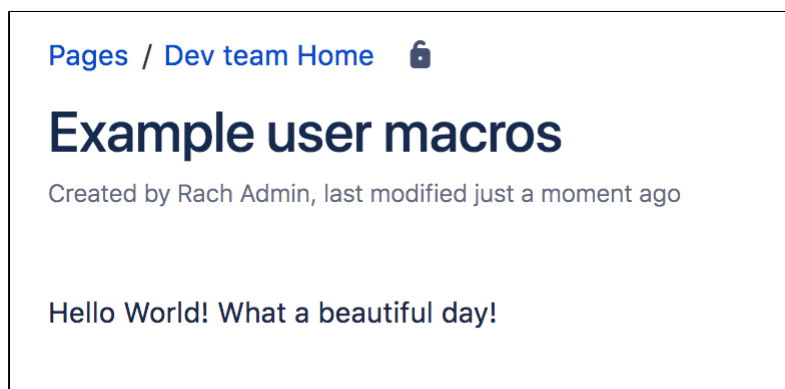 Pages / Dev team Home
Example user macros
Created by Rach Admin, last modified just a moment ago
Hello World! What a beautiful day!